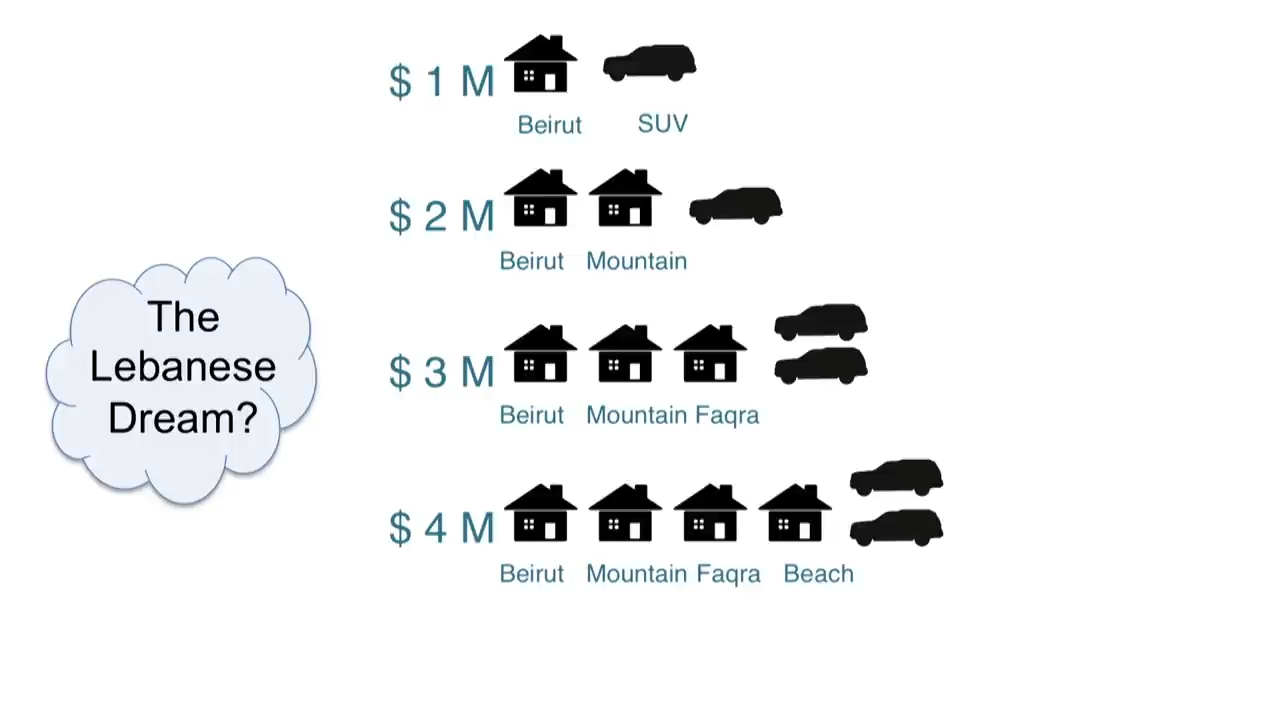 The
Lebanese
Dream?
$ 1 M
Beirut SUV
$ 2 M
Beirut Mountain
$ 3 M
Beirut Mountain Faqra
$ 4 M
Beirut Mountain Faqra Beach